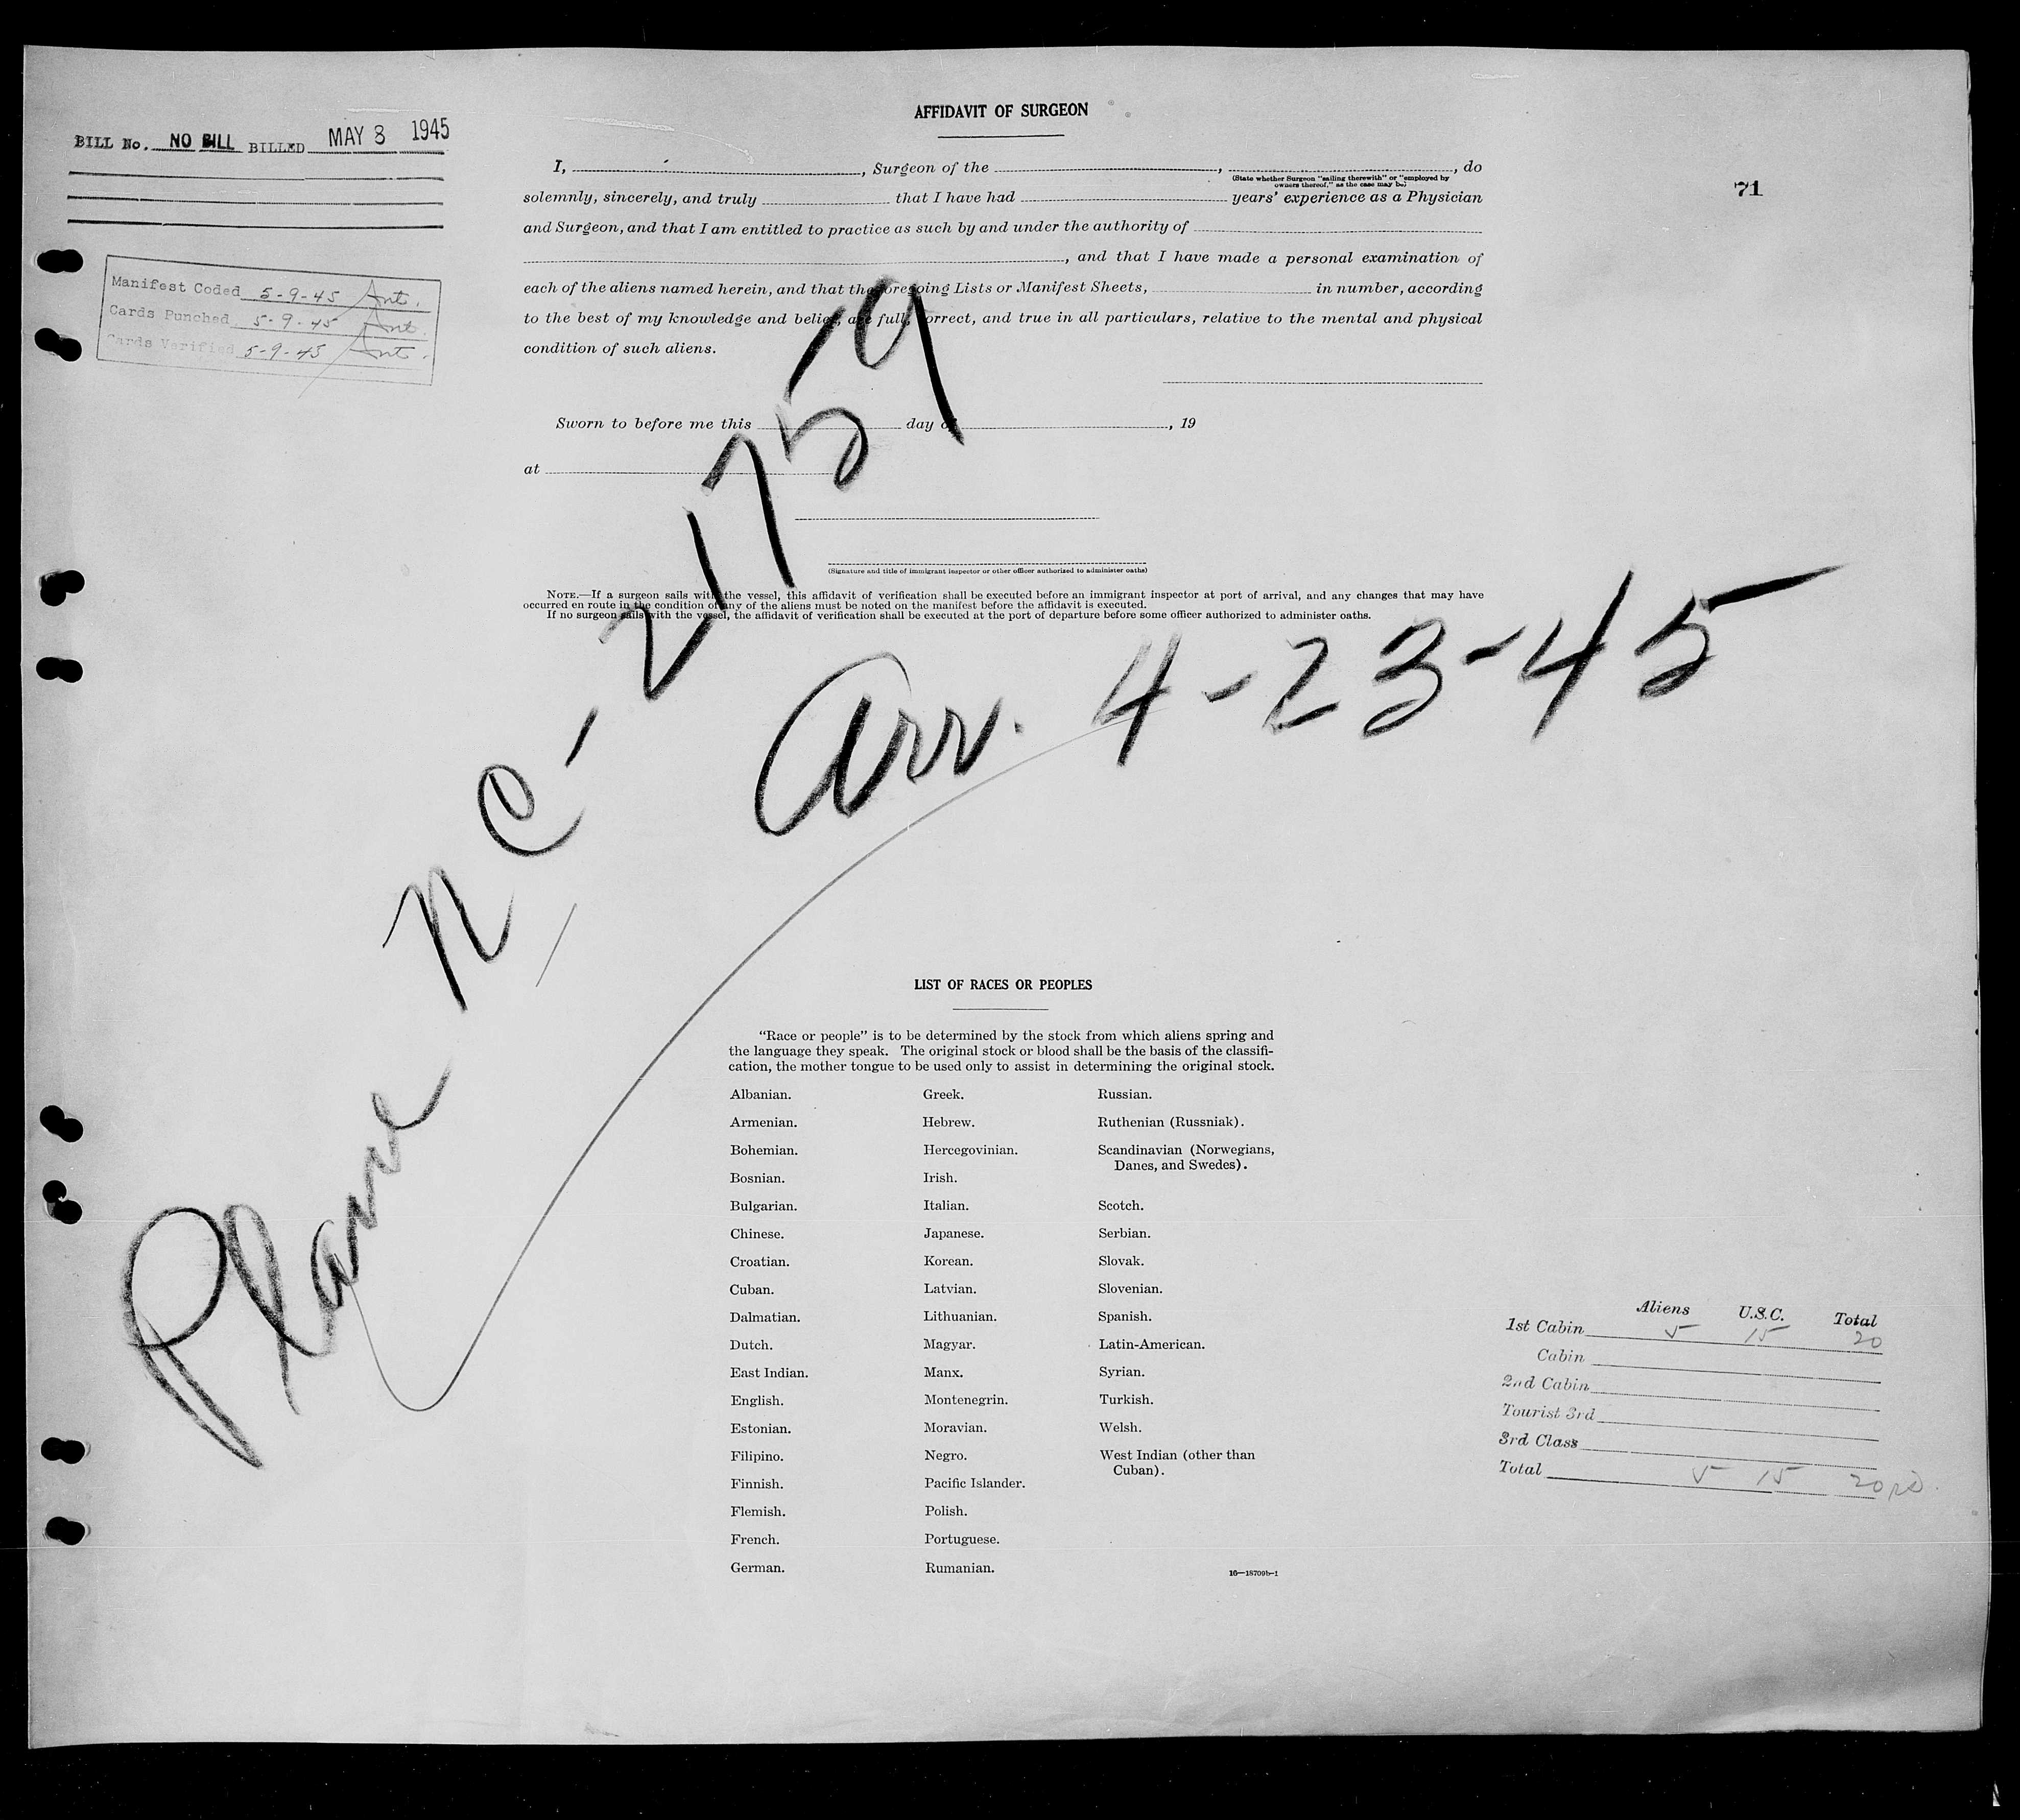 AFFIDAVIT OF SURGEON
BILL No. NO BILL BILLED MAY 8 1945
I, , Surgeon of the , , do
(State whether Surgeon "sailing therewith" or "employed by
owners thereof," as the case may be)
71
solemnly, sincerely, and truly that I have had years' experience as a Physician
and Surgeon, and that I am entitled to practice as such by and under the authority of
, and that I have made a personal examination of
each of the aliens named herein, and that the foregoing Lists or Manifest Sheets, in number, according
to the best of my knowledge and belief, are full, correct, and true in all particulars, relative to the mental and physical
condition of such aliens.
Manifest Coded 5-9-45
Cards Punched 5-9-45
Cards Verified 5-9-45
Sworn to before me this day of , 19
at
(Signature and title of immigrant inspector or other officer authorized to administer oaths)
NOTE.—If a surgeon sails with the vessel, this affidavit of verification shall be executed before an immigrant inspector at port of arrival, and any changes that may have
occurred en route in the condition of any of the aliens must be noted on the manifest before the affidavit is executed.
If no surgeon sails with the vessel, the affidavit of verification shall be executed at the port of departure before some officer authorized to administer oaths.
Plane NC-21759
Arr. 4-23-45
LIST OF RACES OR PEOPLES
"Race or people" is to be determined by the stock from which aliens spring and
the language they speak. The original stock or blood shall be the basis of the classifi-
cation, the mother tongue to be used only to assist in determining the original stock.
Albanian.
Armenian.
Bohemian.
Bosnian.
Bulgarian.
Chinese.
Croatian.
Cuban.
Dalmatian.
Dutch.
East Indian.
English.
Estonian.
Filipino.
Finnish.
Flemish.
French.
German.
Greek.
Hebrew.
Hercegovinian.
Irish.
Italian.
Japanese.
Korean.
Latvian.
Lithuanian.
Magyar.
Manx.
Montenegrin.
Moravian.
Negro.
Pacific Islander.
Polish.
Portuguese.
Rumanian.
Russian.
Ruthenian (Russniak).
Scandinavian (Norwegians,
Danes, and Swedes).
Scotch.
Serbian.
Slovak.
Slovenian.
Spanish.
Latin-American.
Syrian.
Turkish.
Welsh.
West Indian (other than
Cuban).
16—18709b-1
Aliens U.S.C. Total
1st Cabin 5 15 20
Cabin
2nd Cabin
Tourist 3rd
3rd Class
Total 5 15 20